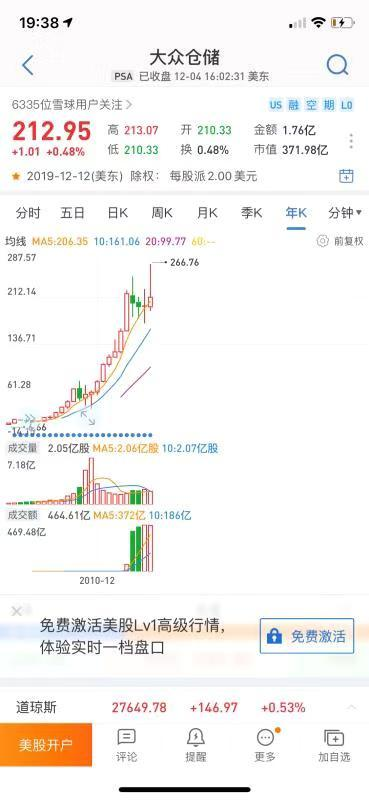 19:38
大众仓储
PSA 已收盘 12-04 16:02:31 美东
6335位雪球用户关注 US 融 空 期 L0
212.95 高 213.07 开 210.33 金额 1.76亿
+1.01 +0.48% 低 210.33 换 0.48% 市值 371.98亿
2019-12-12(美东) 除权： 每股派2.00美元
分时 五日 日K 周K 月K 季K 年K 分钟
均线 MA5:206.35 10:161.06 20:99.77 60:-- 前复权
287.57
266.76
212.14
136.71
61.28
成交量 2.05亿股 MA5:2.06亿股 10:2.07亿股
7.18亿
成交额 464.61亿 MA5:372亿 10:186亿
469.48亿
2010-12
免费激活美股Lv1高级行情，
体验实时一档盘口
免费激活
道琼斯 27649.78 +146.97 +0.53%
美股开户 评论 提醒 更多 加自选